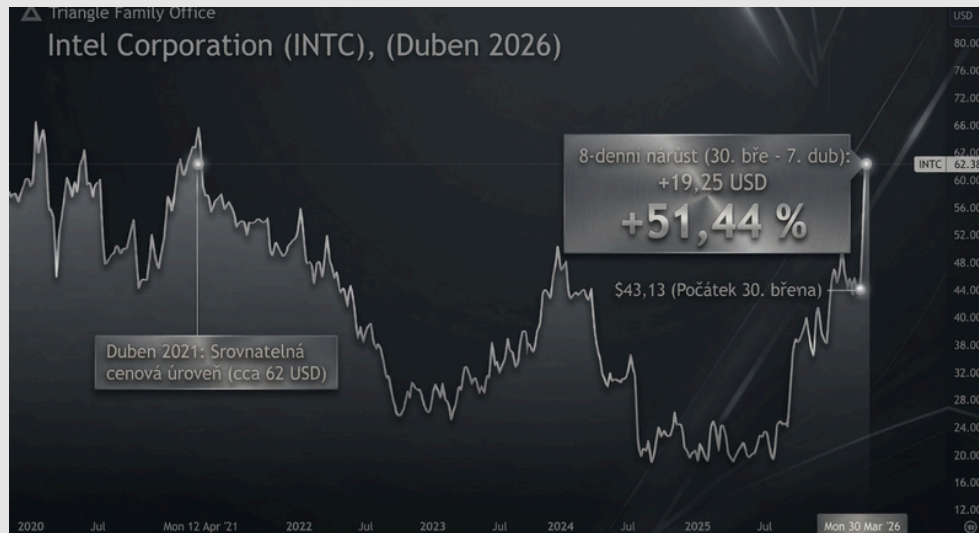 Triangle Family Office
Intel Corporation (INTC), (Duben 2026)
USD
80.00
76.00
72.00
66.00
62.00
INTC 62.38
60.00
56.00
52.00
48.00
44.00
40.00
38.00
32.00
28.00
24.00
20.00
16.00
12.00
8-denní nárůst (30. bře - 7. dub):
+19,25 USD
+51,44 %
$43,13 (Počátek 30. března)
Duben 2021: Srovnatelná
cenová úroveň (cca 62 USD)
2020 Jul Mon 12 Apr '21 2022 Jul 2023 Jul 2024 Jul 2025 Jul Mon 30 Mar '26